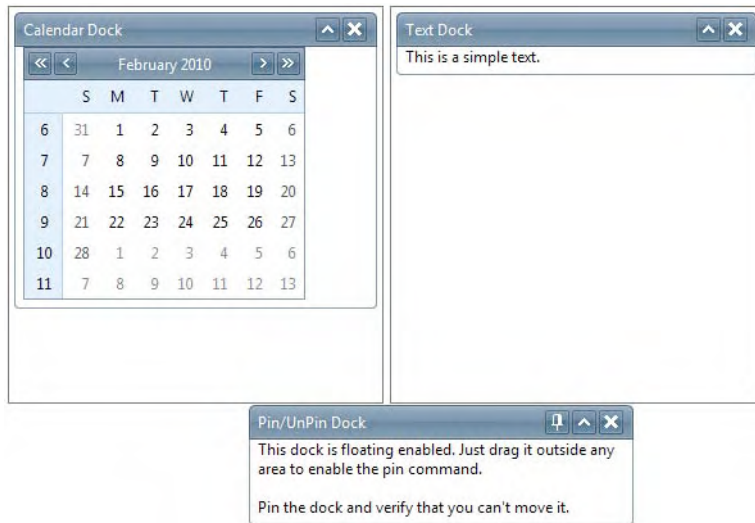 Calendar Dock
February 2010
S M T W T F S
6 31 1 2 3 4 5 6
7 7 8 9 10 11 12 13
8 14 15 16 17 18 19 20
9 21 22 23 24 25 26 27
10 28 1 2 3 4 5 6
11 7 8 9 10 11 12 13
Text Dock
This is a simple text.
Pin/UnPin Dock
This dock is floating enabled. Just drag it outside any
area to enable the pin command.
Pin the dock and verify that you can't move it.